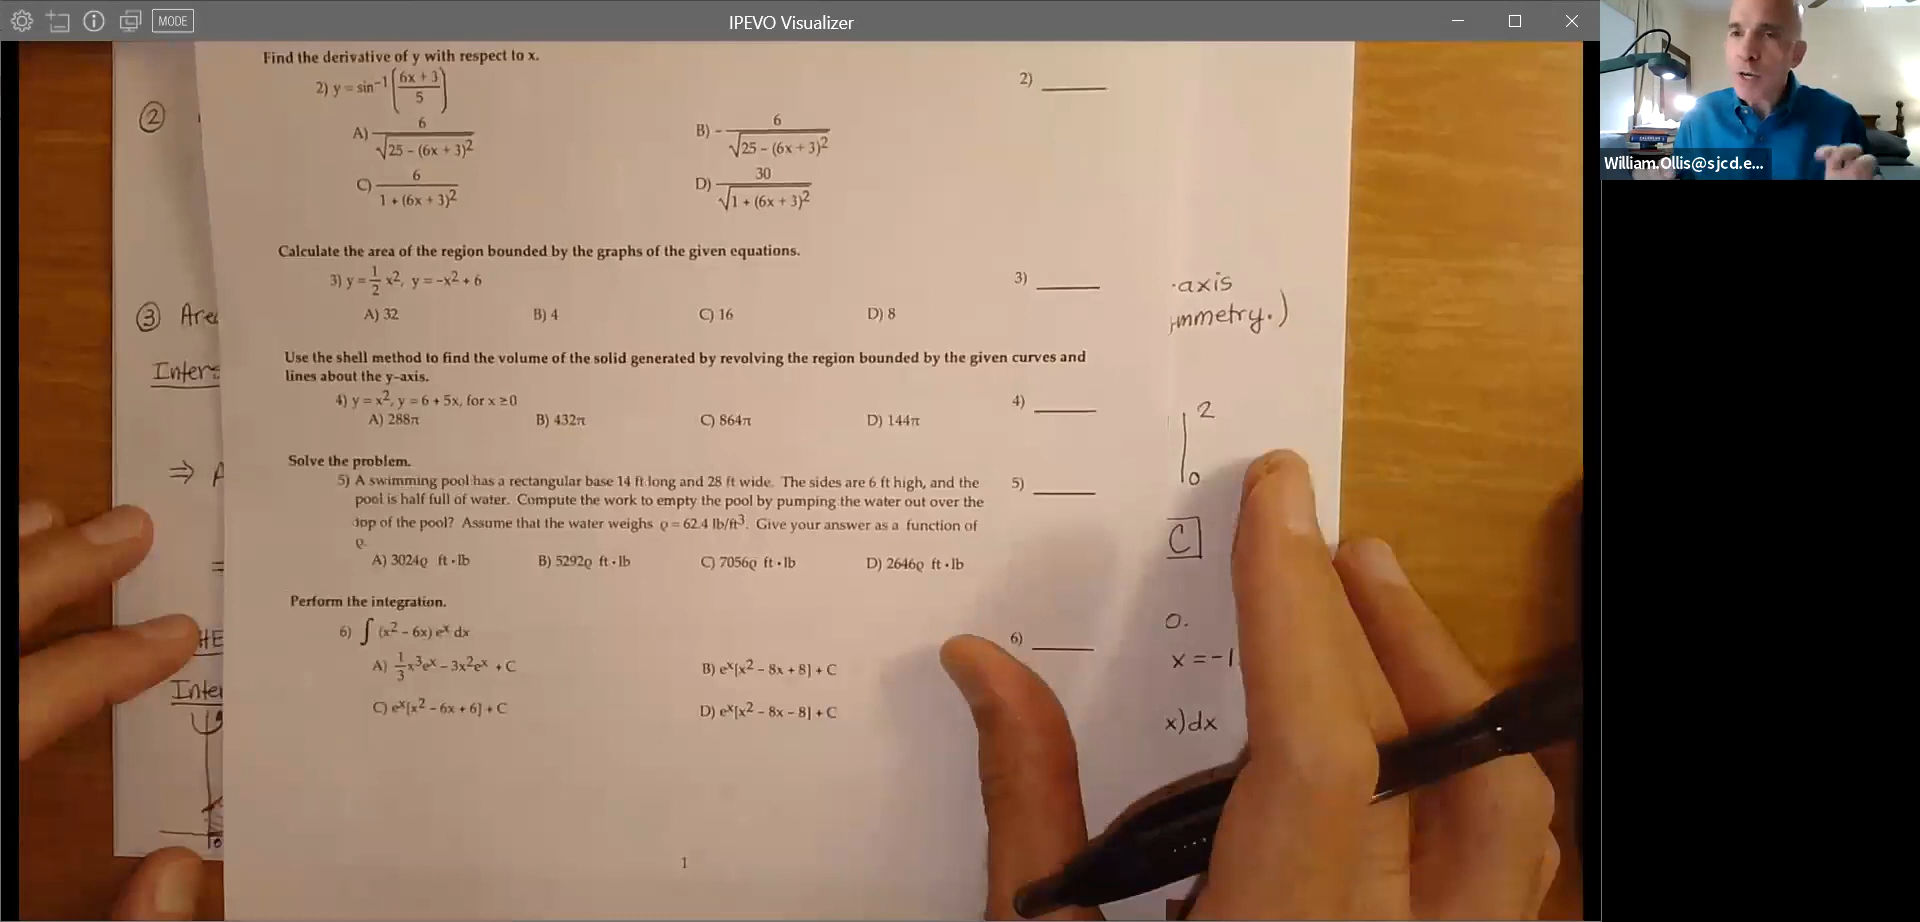 MODE
IPEVO Visualizer
William.Ollis@sjcd.e...
Find the derivative of y with respect to x.
2) y = sin⁻¹(6x + 3 / 5)
2) ______
A) 6 / √25 - (6x + 3)²
B) - 6 / √25 - (6x + 3)²
C) 6 / 1 + (6x + 3)²
D) 30 / √1 + (6x + 3)²
Calculate the area of the region bounded by the graphs of the given equations.
3) y = 1/2 x², y = -x² + 6
3) ______
A) 32 B) 4 C) 16 D) 8
Use the shell method to find the volume of the solid generated by revolving the region bounded by the given curves and
lines about the y-axis.
4) y = x², y = 6 + 5x, for x ≥ 0
4) ______
A) 288π B) 432π C) 864π D) 144π
Solve the problem.
5) A swimming pool has a rectangular base 14 ft long and 28 ft wide. The sides are 6 ft high, and the
5) ______
pool is half full of water. Compute the work to empty the pool by pumping the water out over the
top of the pool? Assume that the water weighs ϱ = 62.4 lb/ft³. Give your answer as a function of
ϱ.
A) 3024ϱ ft·lb B) 5292ϱ ft·lb C) 7056ϱ ft·lb D) 2646ϱ ft·lb
Perform the integration.
6) ∫ (x² - 6x) eˣ dx
6) ______
A) 1/3 x³eˣ - 3x²eˣ + C
B) eˣ[x² - 8x + 8] + C
C) eˣ[x² - 6x + 6] + C
D) eˣ[x² - 8x - 8] + C
1
②
③ Are
Inters
⇒ A
=
HE
Inter
axis
mmetry.)
|²₀
C
0.
x = -1
x)dx